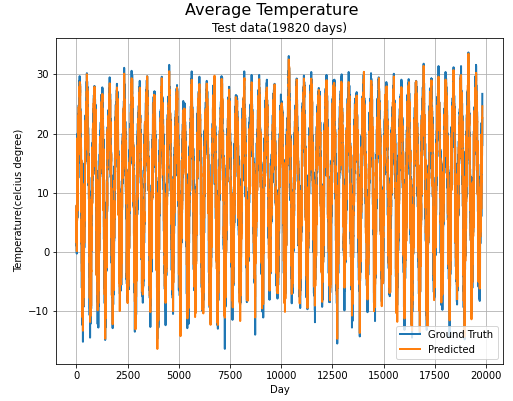 Average Temperature
Test data(19820 days)
Temperature(celcius degree)
30
20
10
0
−10
0
2500
5000
7500
10000
12500
15000
17500
20000
Day
Ground Truth
Predicted